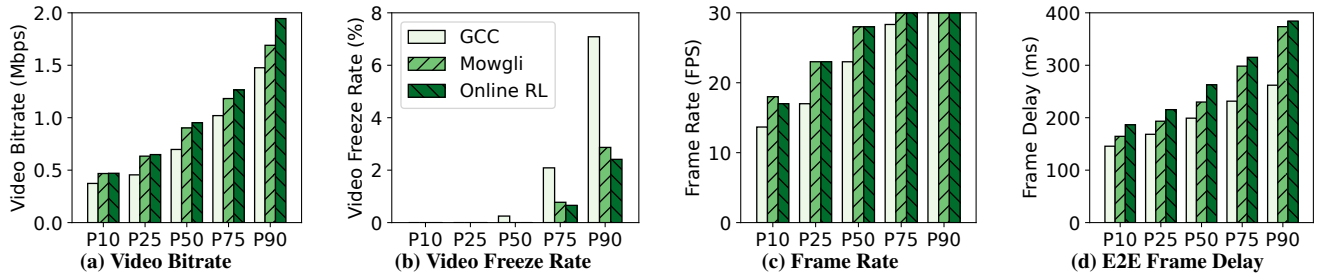 Video Bitrate (Mbps)
2.0
1.5
1.0
0.5
0.0
P10 P25 P50 P75 P90
(a) Video Bitrate
Video Freeze Rate (%)
8
6
4
2
0
GCC
Mowgli
Online RL
P10 P25 P50 P75 P90
(b) Video Freeze Rate
Frame Rate (FPS)
30
20
10
0
P10 P25 P50 P75 P90
(c) Frame Rate
Frame Delay (ms)
400
300
200
100
0
P10 P25 P50 P75 P90
(d) E2E Frame Delay